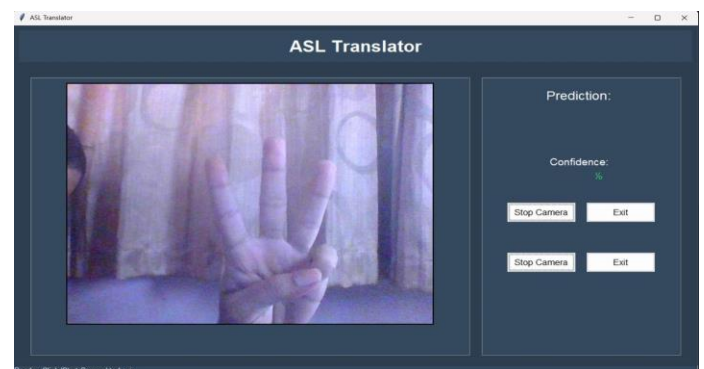 ASL Translator
ASL Translator
Prediction:
Confidence:
%
Stop Camera Exit
Stop Camera Exit